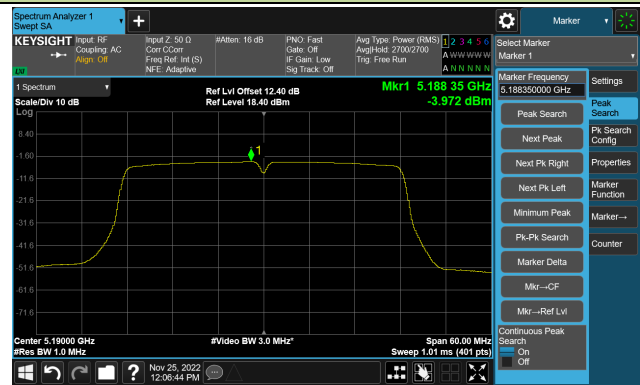 Spectrum Analyzer 1
Swept SA
Marker
KEYSIGHT
Input: RF
Coupling: AC
Align: Off
Input Z: 50 Ω
Corr CCorr
Freq Ref: Int (S)
NFE: Adaptive
#Atten: 16 dB
PNO: Fast
Gate: Off
IF Gain: Low
Sig Track: Off
Avg Type: Power (RMS)
Avg|Hold: 2700/2700
Trig: Free Run
1 2 3 4 5 6
A W W W W W
A N N N N N
Select Marker
Marker 1
1 Spectrum
Scale/Div 10 dB
Ref Lvl Offset 12.40 dB
Ref Level 18.40 dBm
Mkr1 5.188 35 GHz
-3.972 dBm
Log
8.40
-1.60
-11.6
-21.6
-31.6
-41.6
-51.6
-61.6
-71.6
1
Center 5.19000 GHz
#Res BW 1.0 MHz
#Video BW 3.0 MHz*
Span 60.00 MHz
Sweep 1.01 ms (401 pts)
Marker Frequency
5.188350000 GHz
Peak Search
Next Peak
Next Pk Right
Next Pk Left
Minimum Peak
Pk-Pk Search
Marker Delta
Mkr→CF
Mkr→Ref Lvl
Continuous Peak
Search
On
Off
Settings
Peak
Search
Pk Search
Config
Properties
Marker
Function
Marker→
Counter
Nov 25, 2022
12:06:44 PM